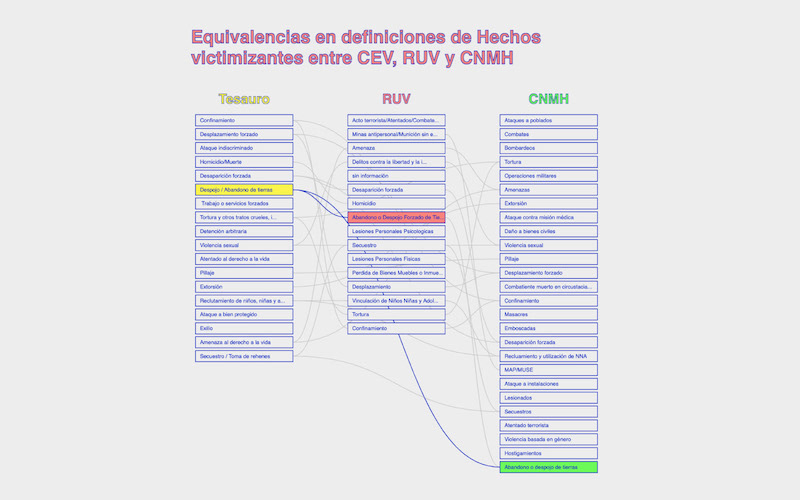 Equivalencias en definiciones de Hechos
victimizantes entre CEV, RUV y CNMH
Tesauro
Confinamiento
Desplazamiento forzado
Ataque indiscriminado
Homicidio/Muerte
Desaparición forzada
Despojo / Abandono de tierras
Trabajo o servicios forzados
Tortura y otros tratos crueles, i...
Detención arbitraria
Violencia sexual
Atentado al derecho a la vida
Pillaje
Extorsión
Reclutamiento de niños, niñas y a...
Ataque a bien protegido
Exilio
Amenaza al derecho a la vida
Secuestro / Toma de rehenes
RUV
Acto terrorista/Atentados/Combate...
Minas antipersonal/Munición sin e...
Amenaza
Delitos contra la libertad y la i...
sin información
Desaparición forzada
Homicidio
Abandono o Despojo Forzado de Tie...
Lesiones Personales Psicologicas
Secuestro
Lesiones Personales Físicas
Perdida de Bienes Muebles o Inmue...
Desplazamiento
Vinculación de Niños Niñas y Adol...
Tortura
Confinamiento
CNMH
Ataques a poblados
Combates
Bombardeos
Tortura
Operaciones militares
Amenazas
Extorsión
Ataque contra misión médica
Daño a bienes civiles
Violencia sexual
Pillaje
Desplazamiento forzado
Combatiente muerto en circustacia...
Confinamiento
Masacres
Emboscadas
Desaparición forzada
Recluamiento y utilización de NNA
MAP/MUSE
Ataque a instalaciones
Lesionados
Secuestros
Atentado terrorista
Violencia basada en género
Hostigamientos
Abandono o despojo de tierras